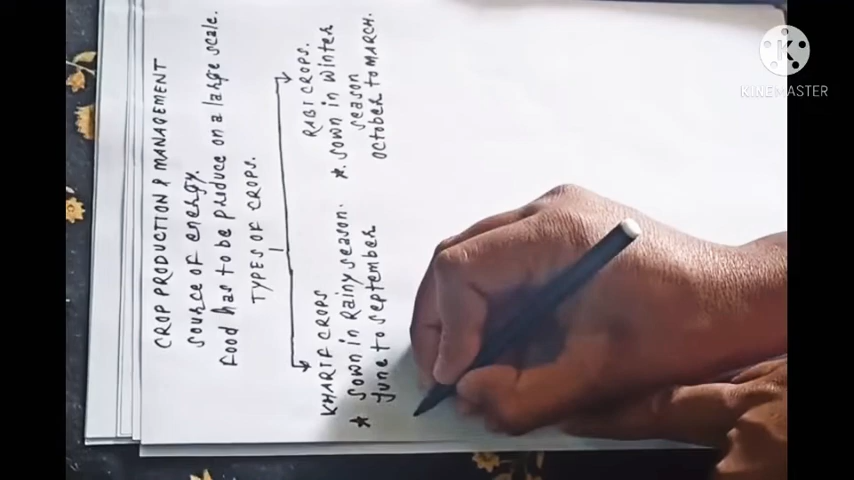 CROP PRODUCTION & MANAGEMENT
source of energy.
Food has to be produce on a large scale.
TYPES OF CROPS.
KHARIF CROPS
RABI CROPS.
* Sown in Rainy season.
June to September
*. Sown in winter
season
October to MARCH.
K
KINEMASTER